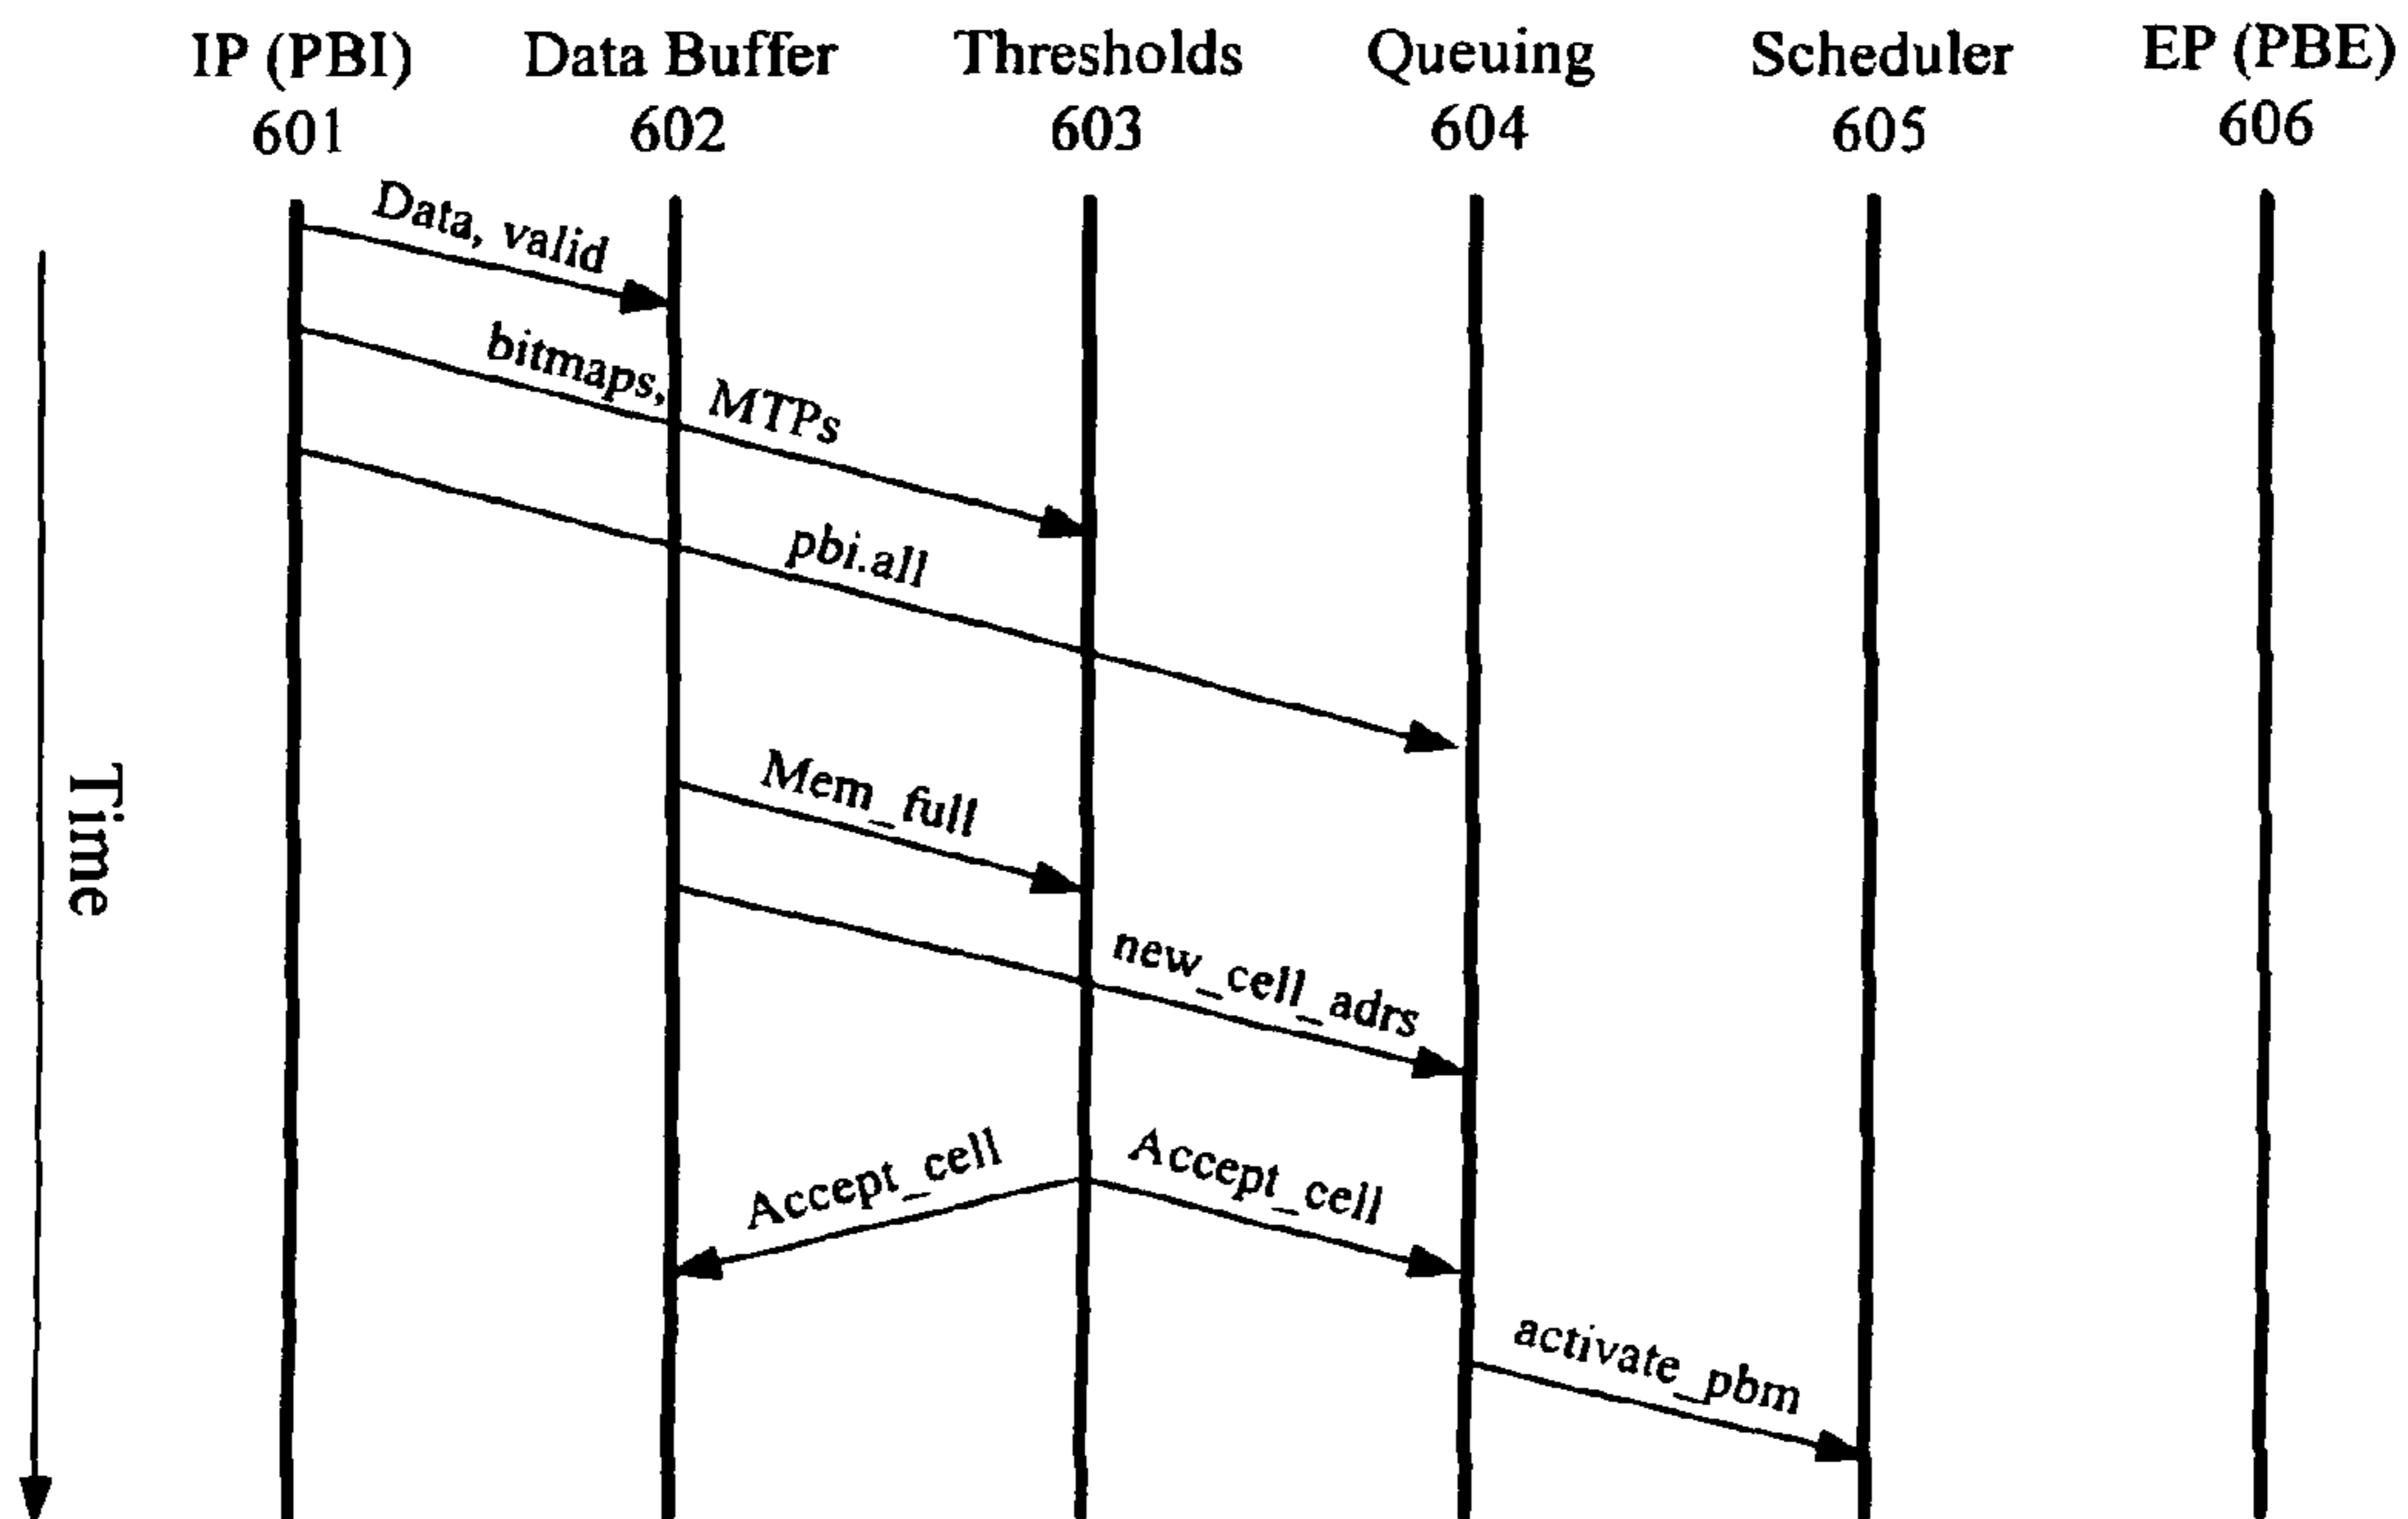 IP (PBI)
601
Data Buffer
602
Thresholds
603
Queuing
604
Scheduler
605
EP (PBE)
606
Data, valid
bitmaps, MTPs
pbi.all
Mem_full
new_cell_adrs
Accept_cell
Accept_cell
activate_pbm
Time